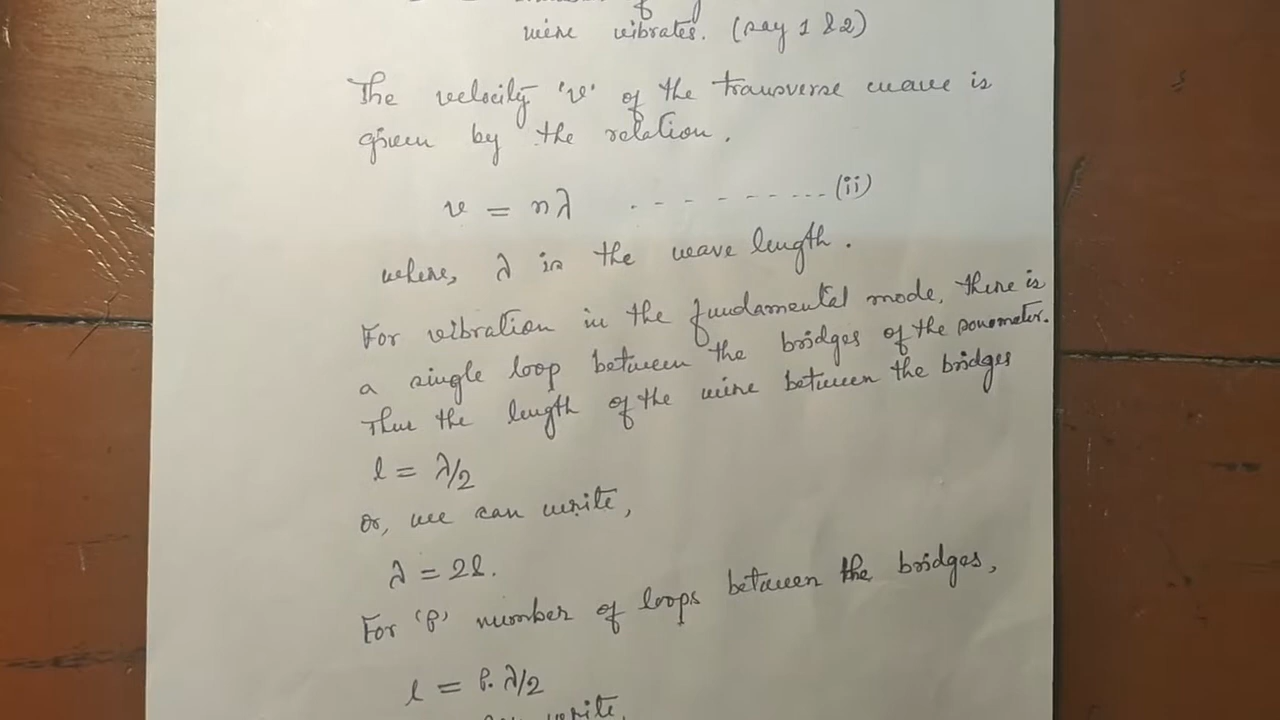 of
wire vibrates. (say 1 & 2)
The velocity 'v' of the transverse wave is
given by the relation.
v = nλ ---------- (ii)
where, λ is the wave length.
For vibration in the fundamental mode, there is
a single loop between the bridges of the sonometer.
Thus the length of the wire between the bridges
l = λ/2
or, we can write,
λ = 2l.
For 'p' number of loops between the bridges,
l = p. λ/2
write,